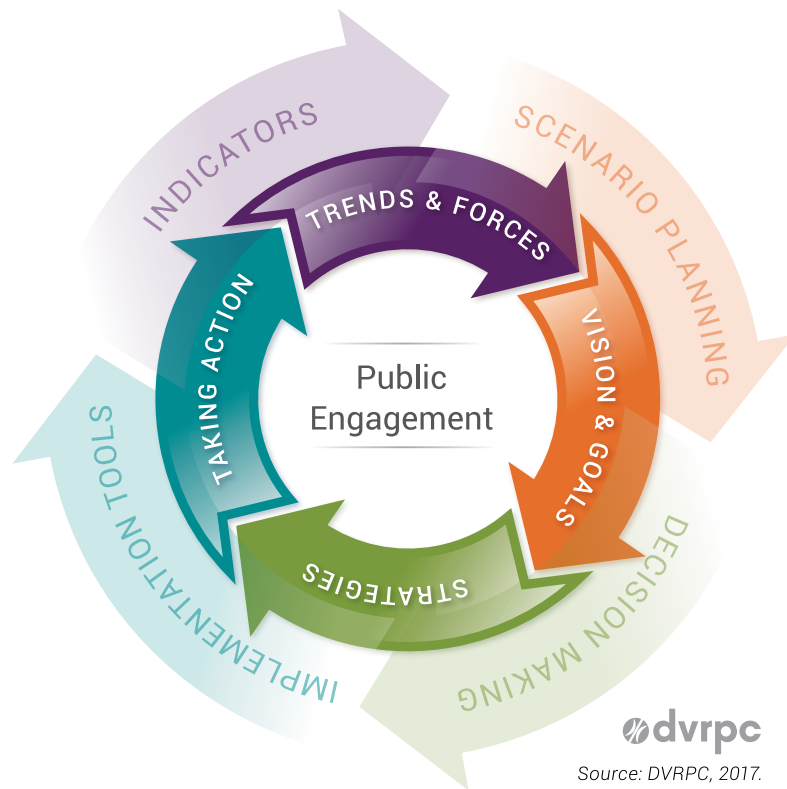 INDICATORS
SCENARIO PLANNING
TRENDS & FORCES
VISION & GOALS
TAKING ACTION
Public
Engagement
STRATEGIES
IMPLEMENTATION TOOLS
DECISION MAKING
dvrpc
Source: DVRPC, 2017.